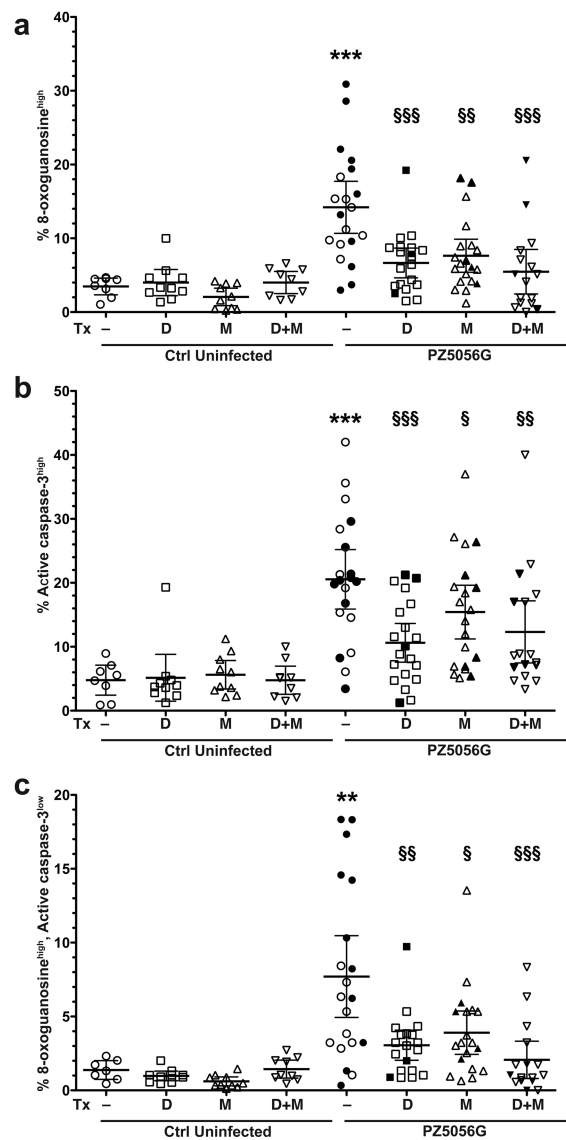 a
40
***
30
§§§ §§ §§§
% 8-oxoguanosine^high
20
10
0
Tx – D M D+M – D M D+M
Ctrl Uninfected PZ5056G
b
50
*** §§§ § §§
40
% Active caspase-3^high
30
20
10
0
Tx – D M D+M – D M D+M
Ctrl Uninfected PZ5056G
c
20
**
§§ § §§§
% 8-oxoguanosine^high, Active caspase-3^low
15
10
5
0
Tx – D M D+M – D M D+M
Ctrl Uninfected PZ5056G